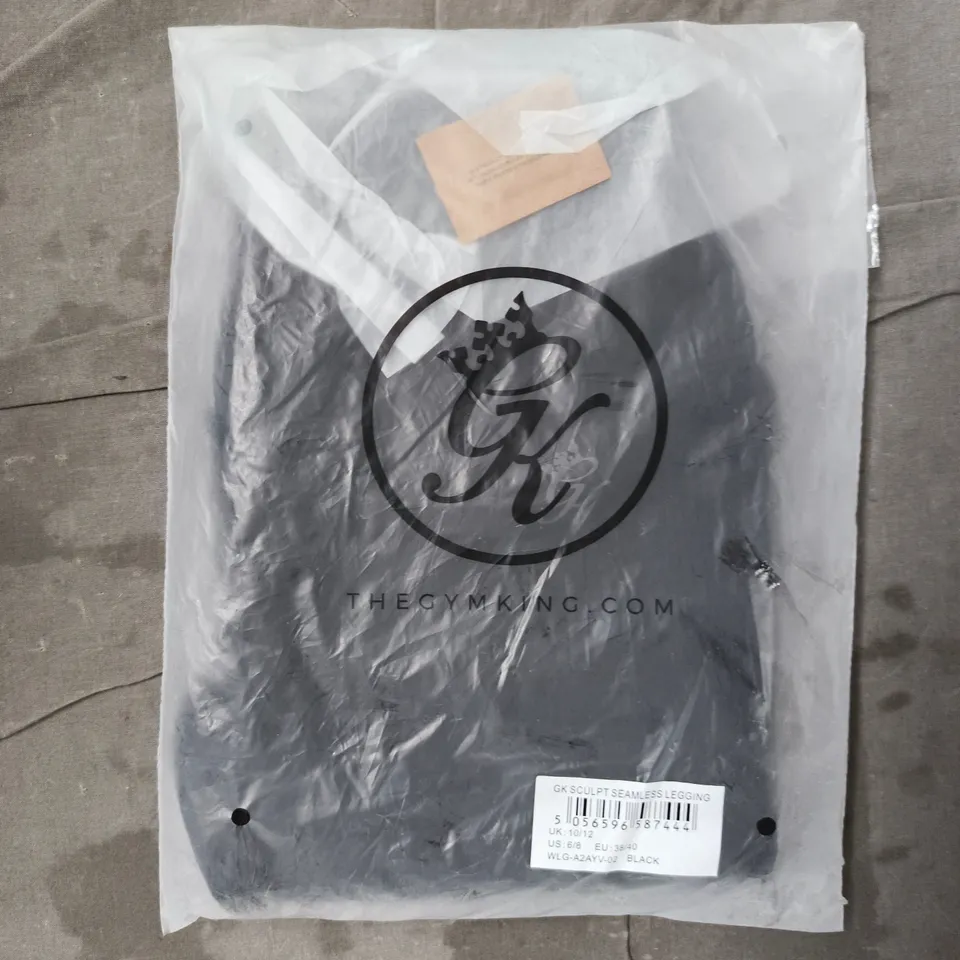 GK
THEGYMKING.COM
GK SCULPT SEAMLESS LEGGING
5 056596 587444
UK: 10/12
US: 6/8 EU: 38/40
WLG-A2AYV-02 BLACK